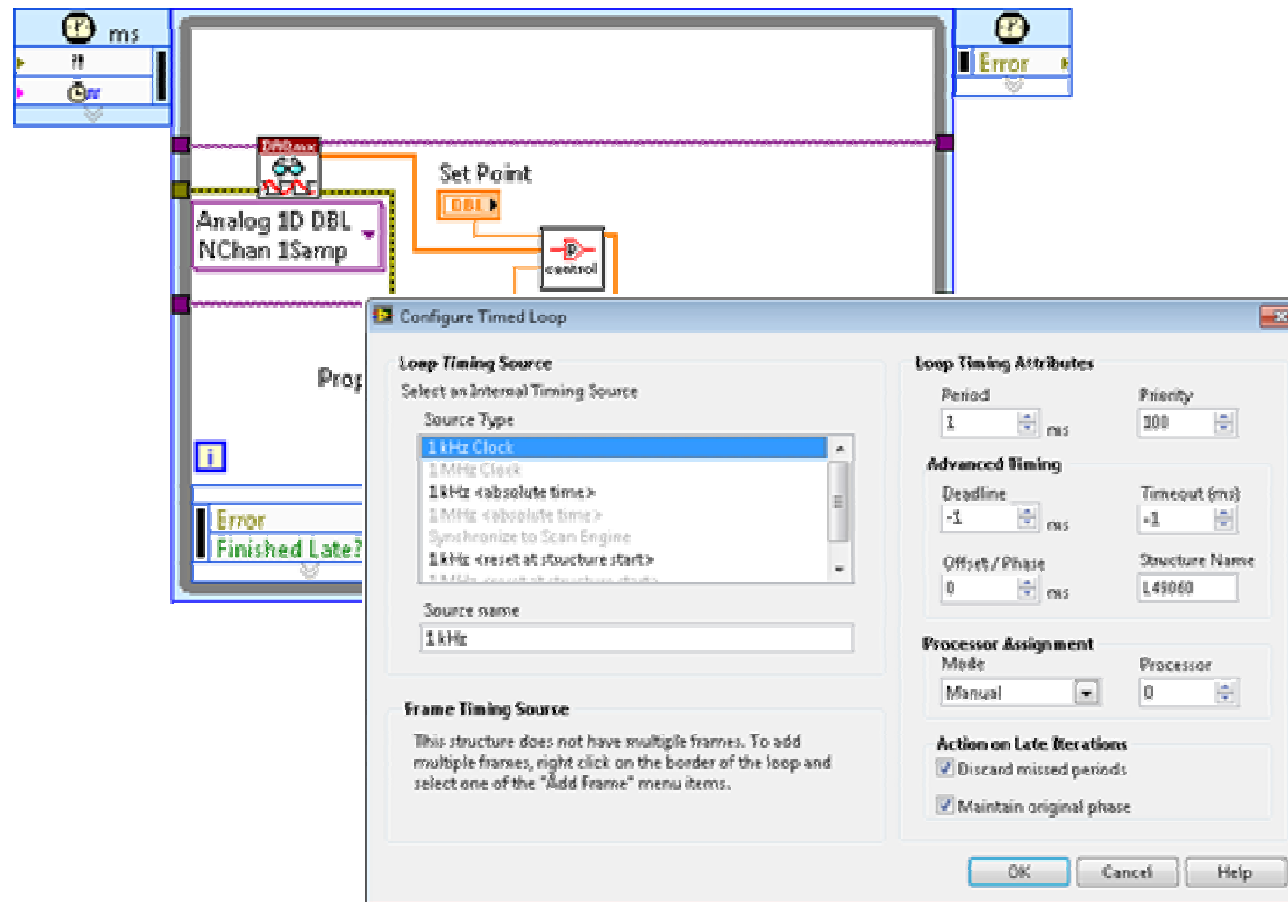 ms
Error
DAQmx
Set Point
DBL
Analog 1D DBL
NChan 1Samp
control
Configure Timed Loop
Loop Timing Source
Select an Internal Timing Source
Source Type
1 kHz Clock
1 MHz Clock
1 kHz <absolute time>
1 MHz <absolute time>
Synchronize to Scan Engine
1 kHz <reset at structure start>
1 MHz <reset at structure start>
Source name
1 kHz
Frame Timing Source
This structure does not have multiple frames. To add
multiple frames, right click on the border of the loop and
select one of the "Add Frame" menu items.
Loop Timing Attributes
Period
1 ms
Priority
100
Advanced Timing
Deadline
-1 ms
Timeout (ms)
-1
Offset / Phase
0 ms
Structure Name
Processor Assignment
Mode
Manual
Processor
0
Action on Late Iterations
Discard missed periods
Maintain original phase
OK
Cancel
Help
Prop
i
Error
Finished Late?